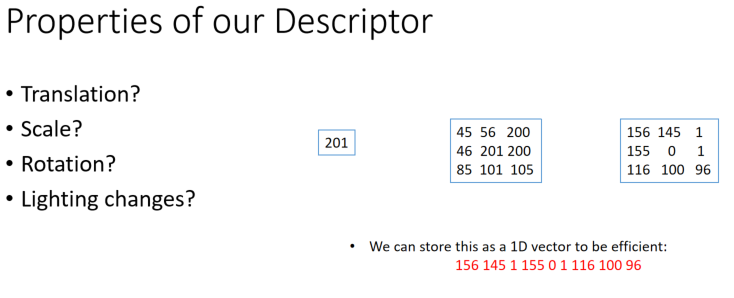 Properties of our Descriptor
• Translation?
• Scale?
• Rotation?
• Lighting changes?
201
45 56 200
46 201 200
85 101 105
156 145 1
155 0 1
116 100 96
• We can store this as a 1D vector to be efficient:
156 145 1 155 0 1 116 100 96